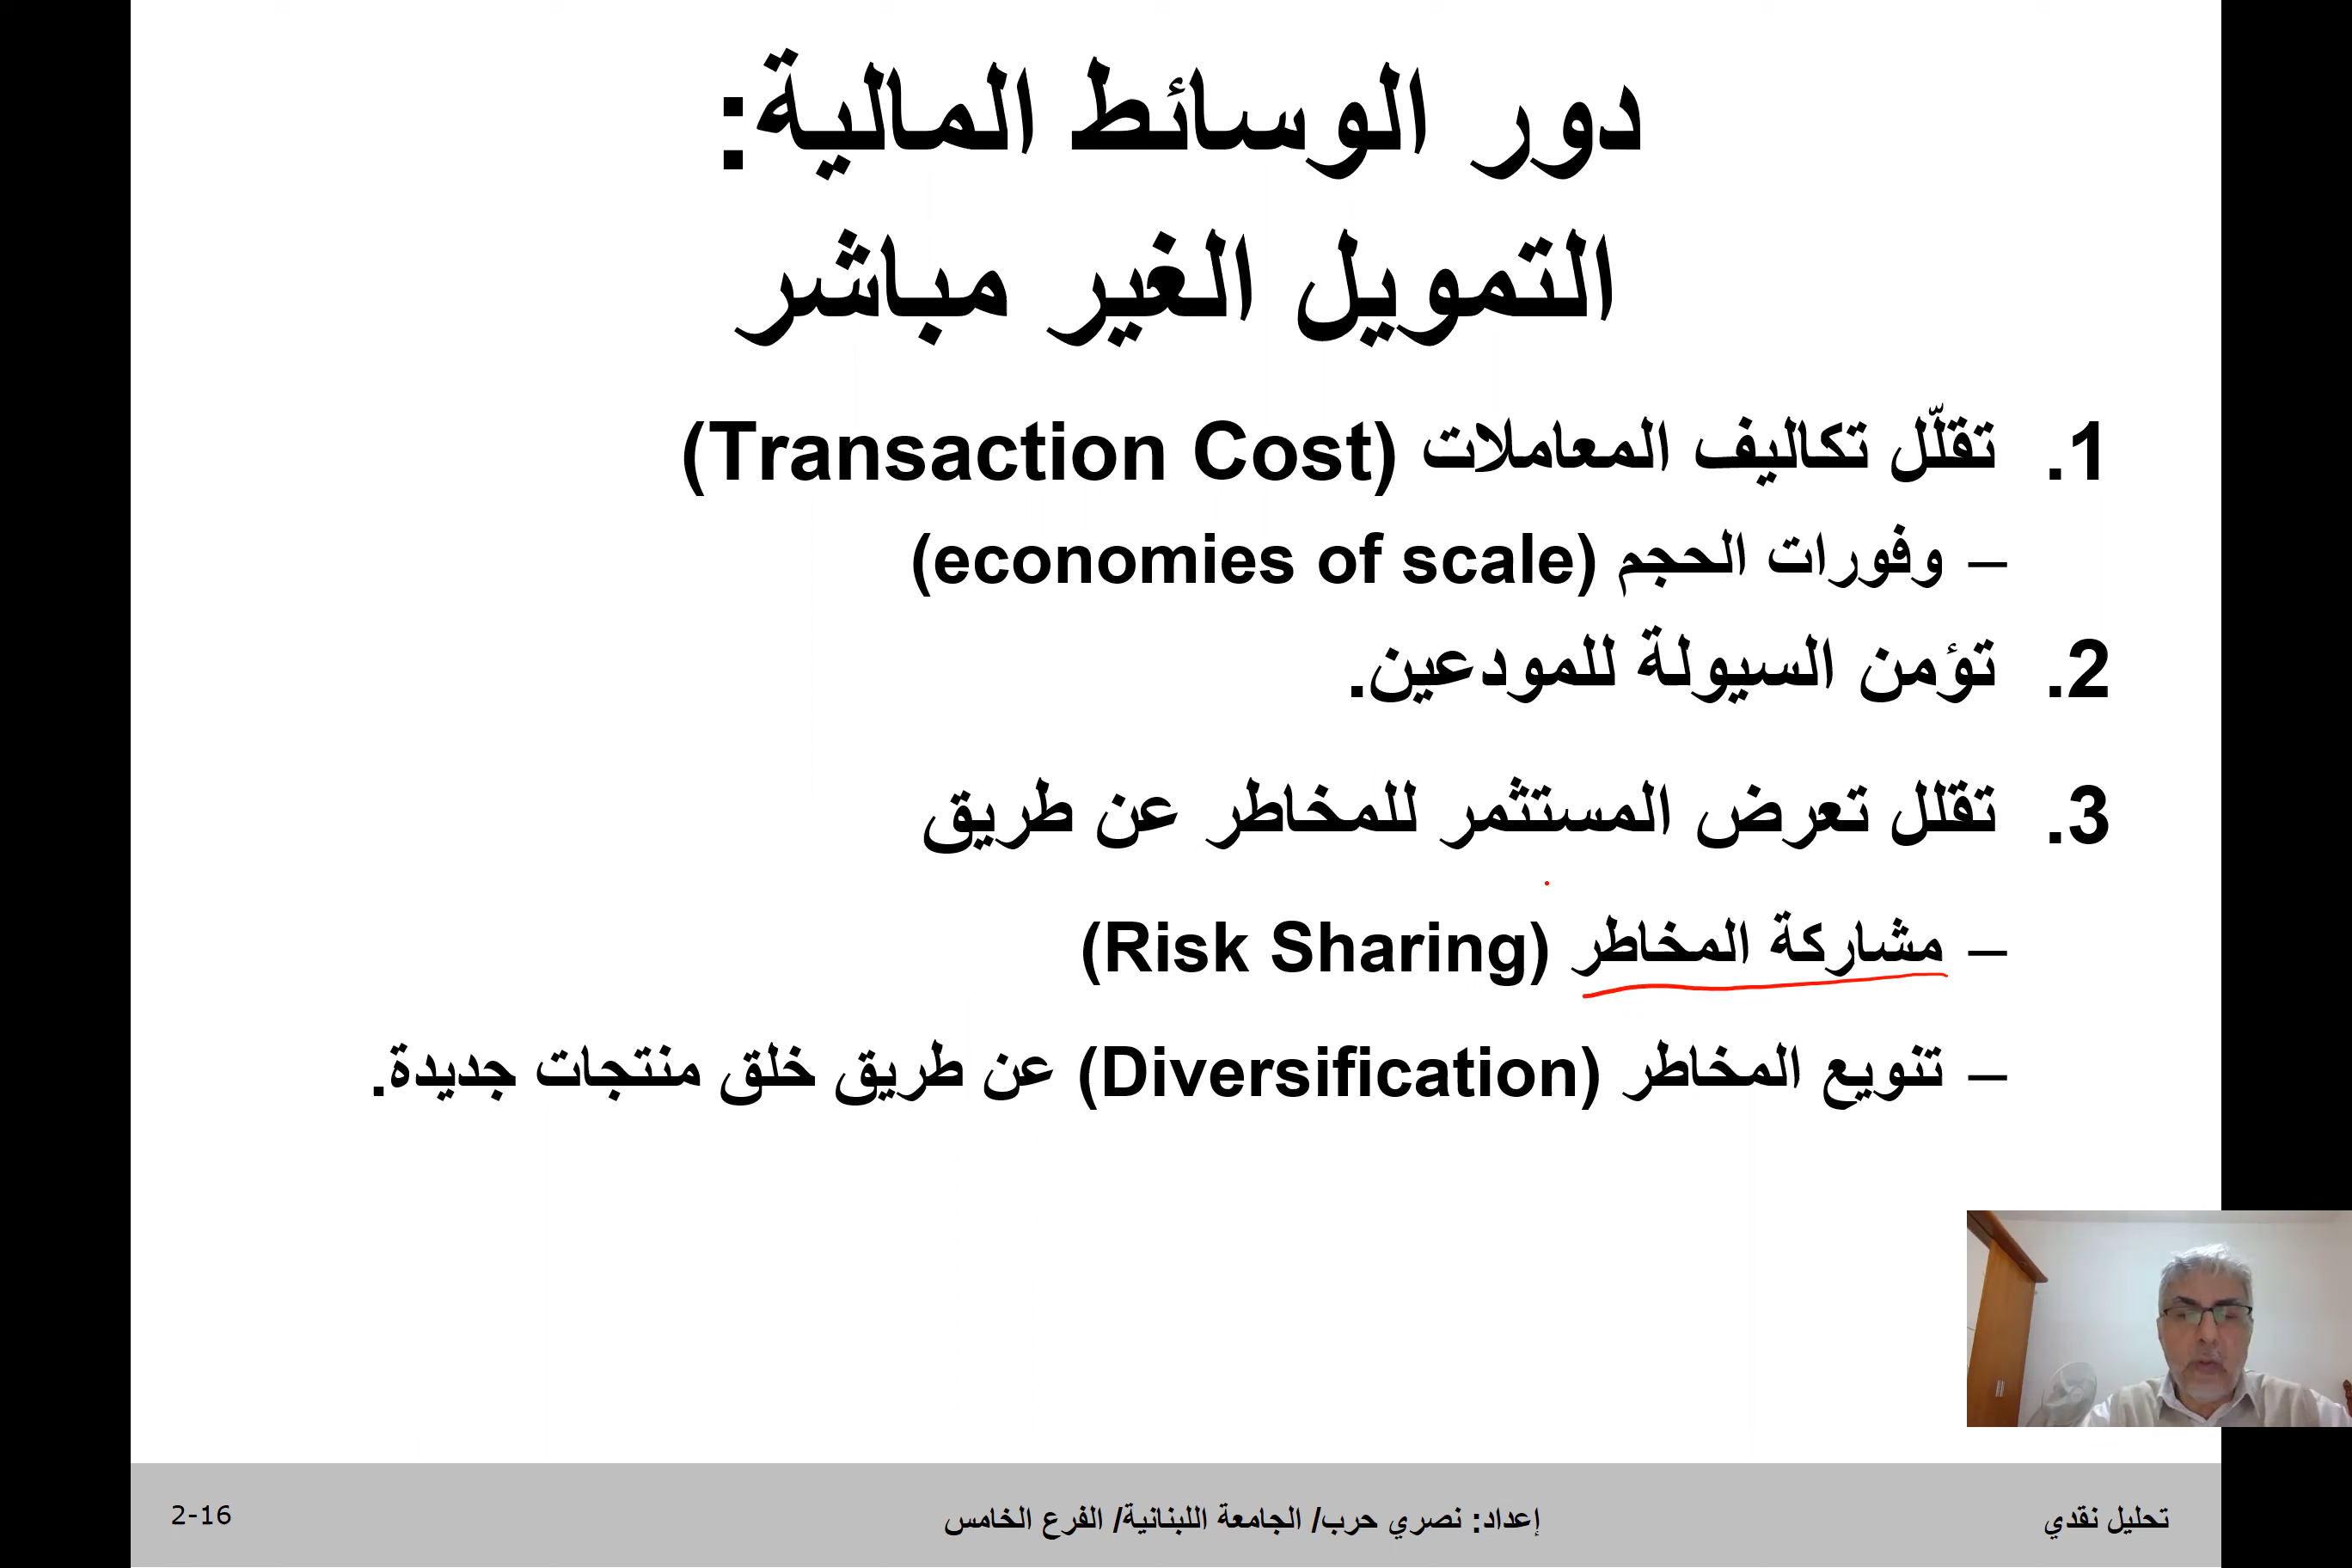 دور الوسائط المالية:
التمويل الغير مباشر
1. تقلّل تكاليف المعاملات (Transaction Cost)
– وفورات الحجم (economies of scale)
2. تؤمن السيولة للمودعين.
3. تقلل تعرض المستثمر للمخاطر عن طريق
– مشاركة المخاطر (Risk Sharing)
– تنويع المخاطر (Diversification) عن طريق خلق منتجات جديدة.
تحليل نقدي
إعداد: نصري حرب/ الجامعة اللبنانية/ الفرع الخامس
2-16